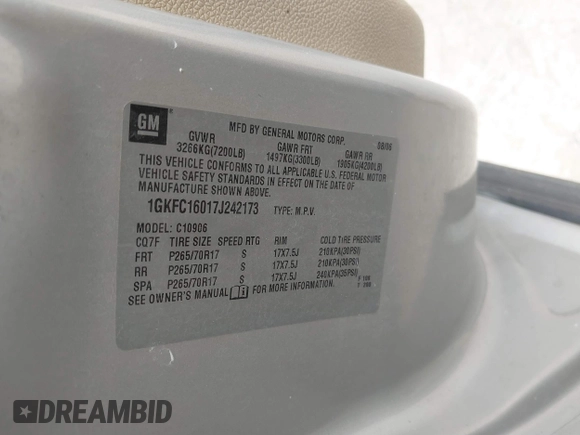 GM
MFD BY GENERAL MOTORS CORP. 08/06
GVWR GAWR FRT GAWR RR
3266KG(7200LB) 1497KG(3300LB) 1905KG(4200LB)
THIS VEHICLE CONFORMS TO ALL APPLICABLE U.S. FEDERAL MOTOR
VEHICLE SAFETY STANDARDS IN EFFECT ON THE DATE OF
MANUFACTURE SHOWN ABOVE.
1GKFC16017J242173 TYPE: M.P.V.
MODEL: C10906
CQ7F TIRE SIZE SPEED RTG RIM COLD TIRE PRESSURE
FRT P265/70R17 S 17X7.5J 210KPA(30PSI)
RR P265/70R17 S 17X7.5J 210KPA(30PSI)
SPA P265/70R17 S 17X7.5J 240KPA(35PSI)
SEE OWNER'S MANUAL FOR MORE INFORMATION.
DREAMBID